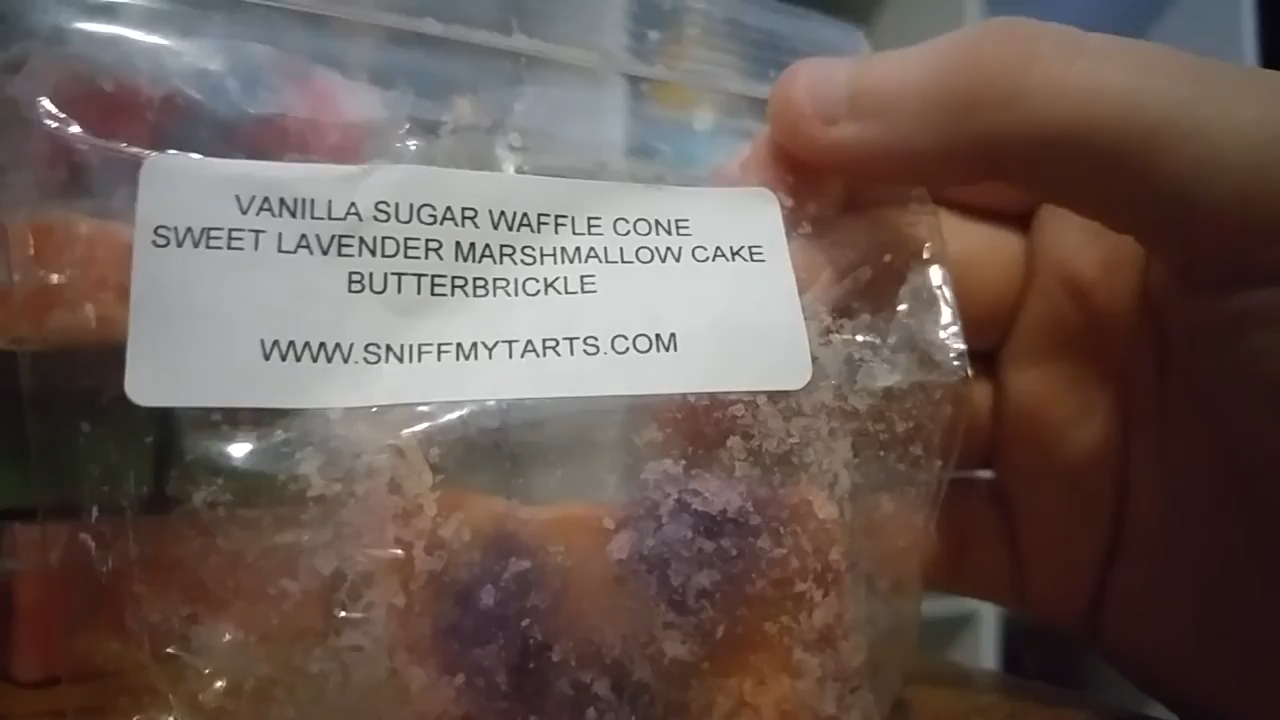 VANILLA SUGAR WAFFLE CONE
SWEET LAVENDER MARSHMALLOW CAKE
BUTTERBRICKLE
WWW.SNIFFMYTARTS.COM